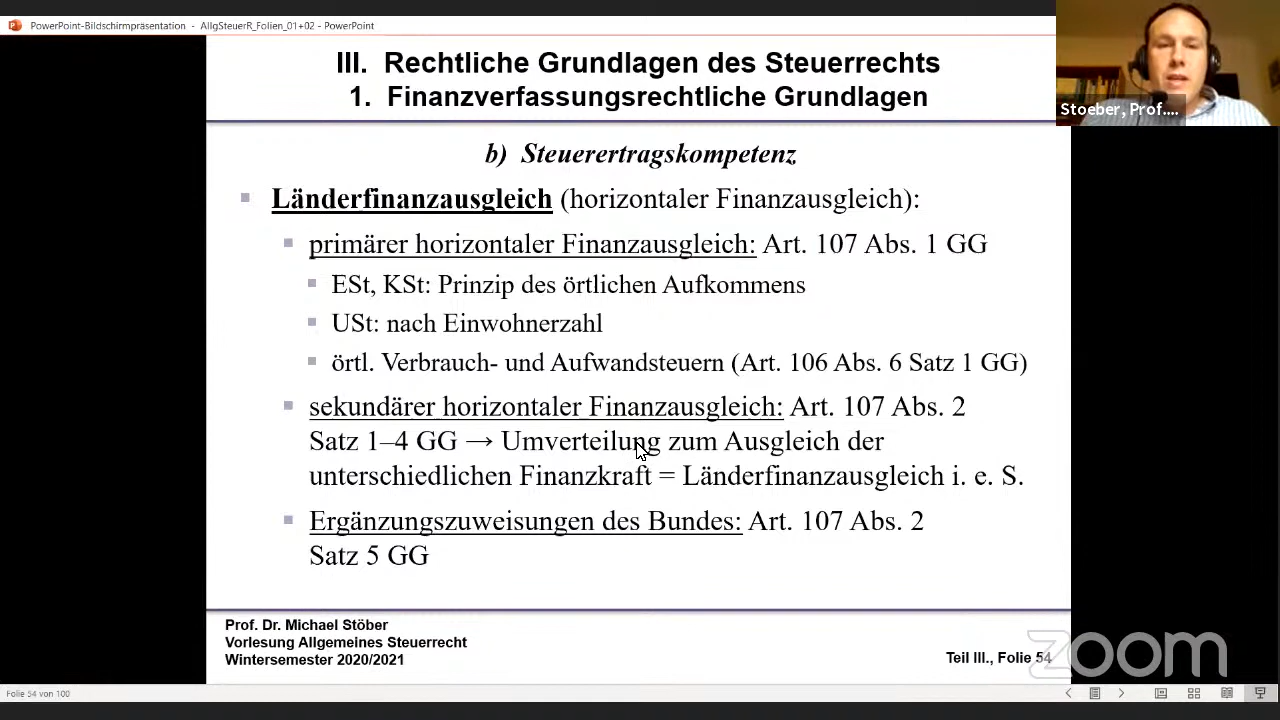 PowerPoint-Bildschirmpräsentation - AllgSteuerR_Folien_01+02 - PowerPoint
Stoeber, Prof....
III. Rechtliche Grundlagen des Steuerrechts
1. Finanzverfassungsrechtliche Grundlagen
b) Steuerertragskompetenz
Länderfinanzausgleich (horizontaler Finanzausgleich):
primärer horizontaler Finanzausgleich: Art. 107 Abs. 1 GG
ESt, KSt: Prinzip des örtlichen Aufkommens
USt: nach Einwohnerzahl
örtl. Verbrauch- und Aufwandsteuern (Art. 106 Abs. 6 Satz 1 GG)
sekundärer horizontaler Finanzausgleich: Art. 107 Abs. 2
Satz 1–4 GG → Umverteilung zum Ausgleich der
unterschiedlichen Finanzkraft = Länderfinanzausgleich i. e. S.
Ergänzungszuweisungen des Bundes: Art. 107 Abs. 2
Satz 5 GG
Prof. Dr. Michael Stöber
Vorlesung Allgemeines Steuerrecht
Wintersemester 2020/2021
Teil III., Folie 54
zoom
Folie 54 von 100